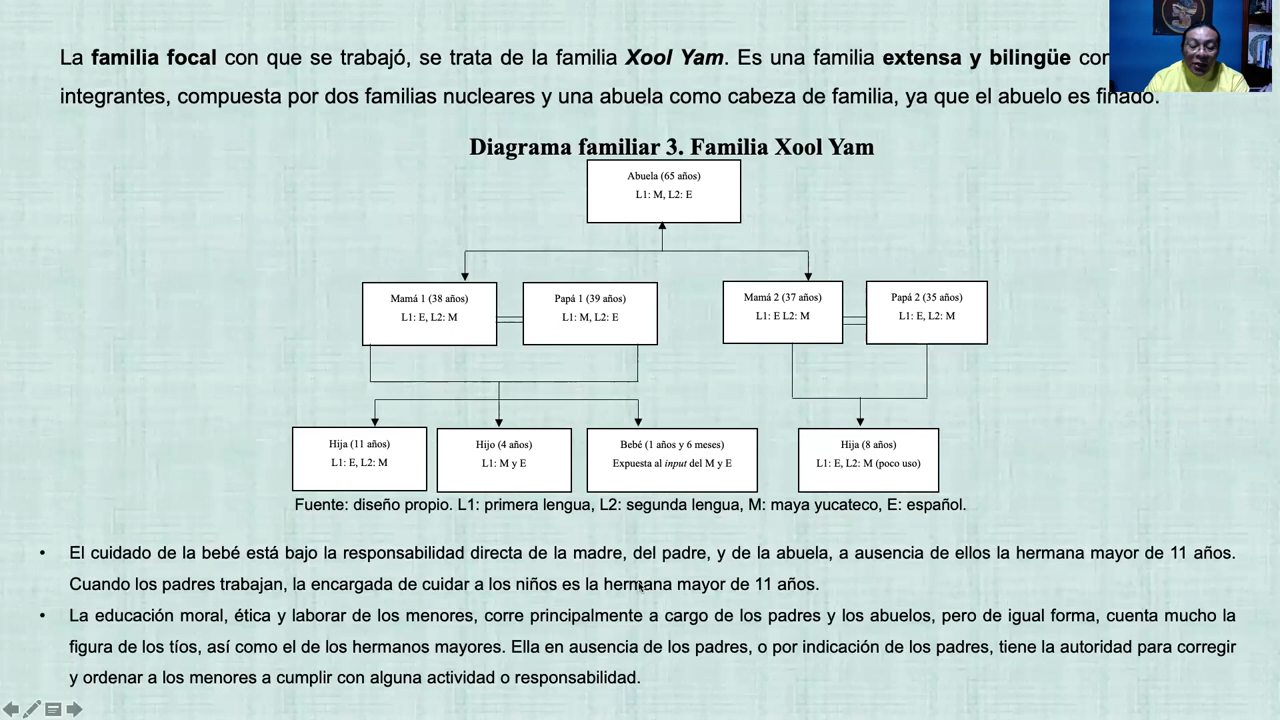 La familia focal con que se trabajó, se trata de la familia Xool Yam. Es una familia extensa y bilingüe con
integrantes, compuesta por dos familias nucleares y una abuela como cabeza de familia, ya que el abuelo es finado.
Diagrama familiar 3. Familia Xool Yam
Abuela (65 años)
L1: M, L2: E
Mamá 1 (38 años)
L1: E, L2: M
Papá 1 (39 años)
L1: M, L2: E
Mamá 2 (37 años)
L1: E L2: M
Papá 2 (35 años)
L1: E, L2: M
Hija (11 años)
L1: E, L2: M
Hijo (4 años)
L1: M y E
Bebé (1 años y 6 meses)
Expuesta al input del M y E
Hija (8 años)
L1: E, L2: M (poco uso)
Fuente: diseño propio. L1: primera lengua, L2: segunda lengua, M: maya yucateco, E: español.
• El cuidado de la bebé está bajo la responsabilidad directa de la madre, del padre, y de la abuela, a ausencia de ellos la hermana mayor de 11 años.
Cuando los padres trabajan, la encargada de cuidar a los niños es la hermana mayor de 11 años.
• La educación moral, ética y laborar de los menores, corre principalmente a cargo de los padres y los abuelos, pero de igual forma, cuenta mucho la
figura de los tíos, así como el de los hermanos mayores. Ella en ausencia de los padres, o por indicación de los padres, tiene la autoridad para corregir
y ordenar a los menores a cumplir con alguna actividad o responsabilidad.